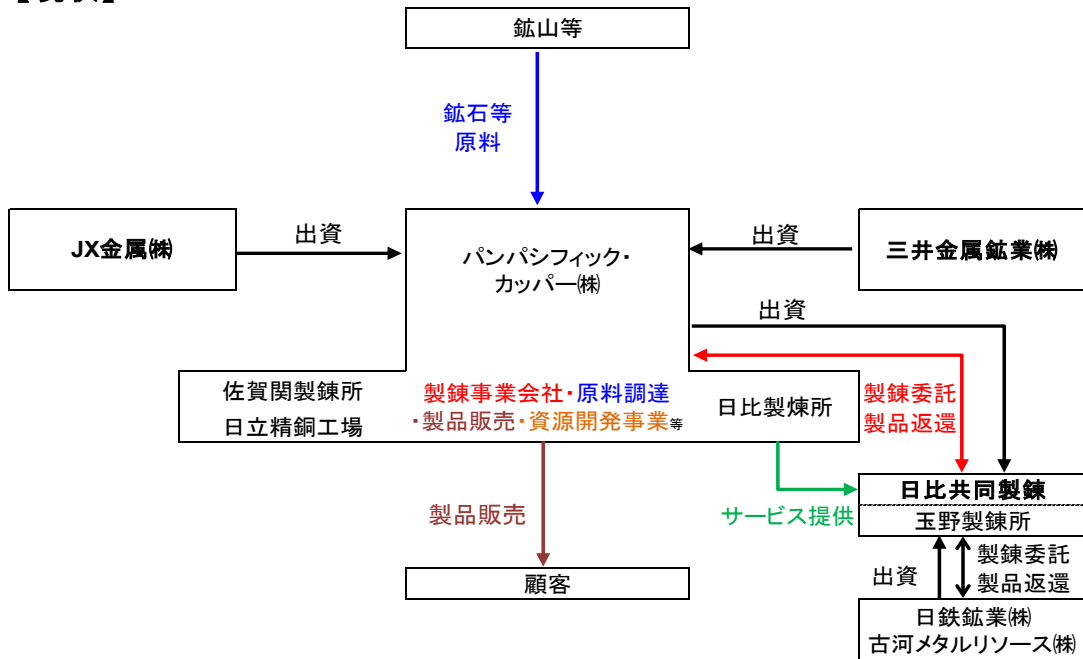 鉱山等
鉱石等
原料
JX金属㈱
出資
パンパシフィック・
カッパー㈱
出資
三井金属鉱業㈱
出資
佐賀関製錬所
日立精銅工場
製錬事業会社・原料調達
・製品販売・資源開発事業等
日比製煉所
製錬委託
製品返還
製品販売
サービス提供
日比共同製錬
玉野製錬所
出資
製錬委託
製品返還
顧客
日鉄鉱業㈱
古河メタルリソース㈱